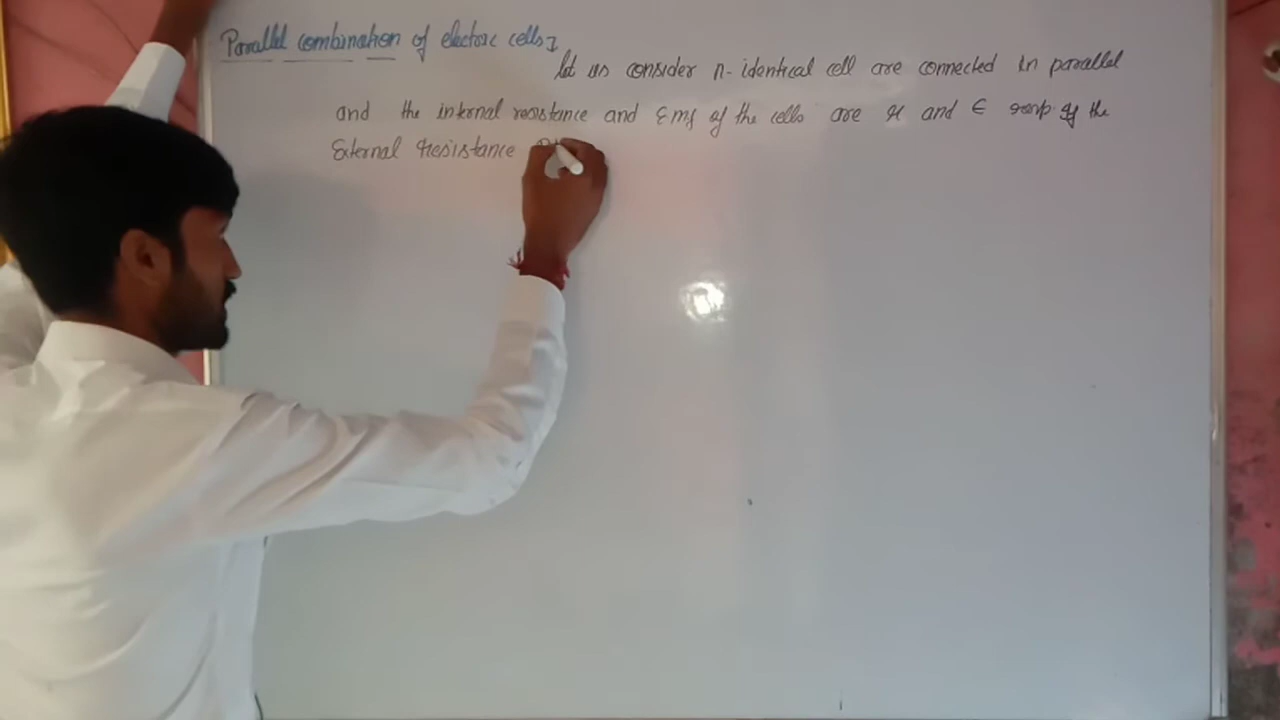 Parallel combination of electric cells:
let us consider n-identical cell are connected in parallel
and the internal resistance and Emf of the cells are r and E resp If the
External resistance